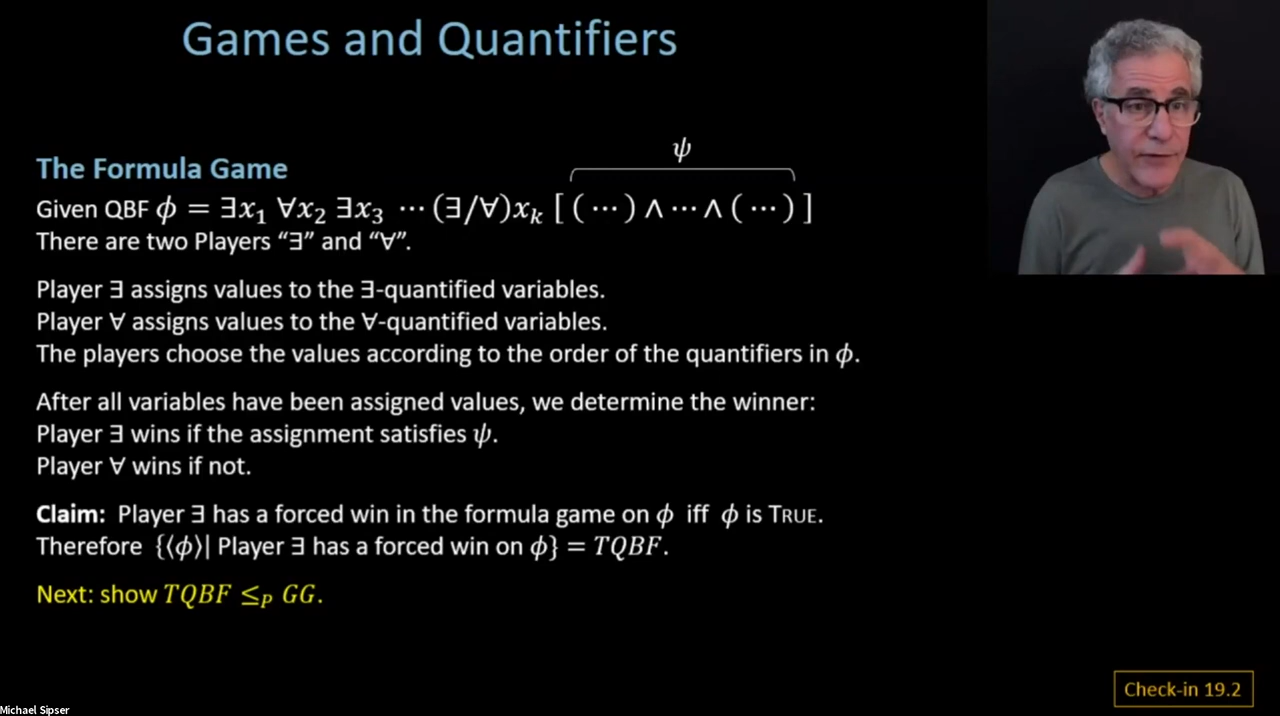 Games and Quantifiers
The Formula Game
ψ
Given QBF ϕ = ∃x₁ ∀x₂ ∃x₃ ⋯ (∃/∀)xₖ [ (⋯) ∧ ⋯ ∧ (⋯) ]
There are two Players “∃” and “∀”.
Player ∃ assigns values to the ∃-quantified variables.
Player ∀ assigns values to the ∀-quantified variables.
The players choose the values according to the order of the quantifiers in ϕ.
After all variables have been assigned values, we determine the winner:
Player ∃ wins if the assignment satisfies ψ.
Player ∀ wins if not.
Claim: Player ∃ has a forced win in the formula game on ϕ iff ϕ is TRUE.
Therefore {⟨ϕ⟩| Player ∃ has a forced win on ϕ} = TQBF.
Next: show TQBF ≤ₚ GG.
Check-in 19.2
Michael Sipser